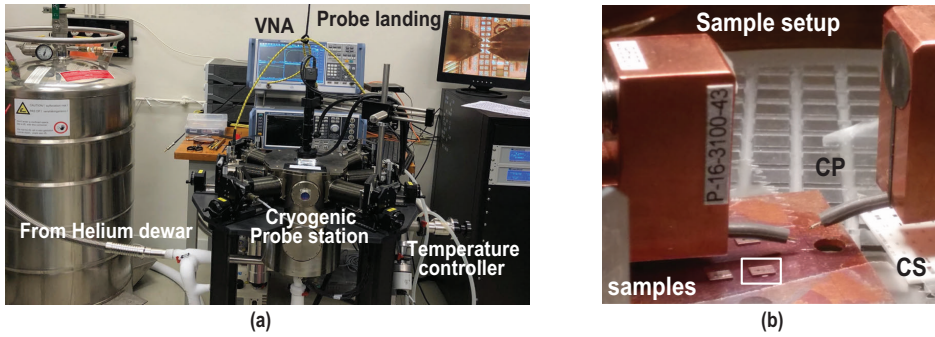 VNA
Probe landing
From Helium dewar
Cryogenic
Probe station
Temperature
controller
(a)
Sample setup
P-16-3100-43
CP
CS
samples
(b)